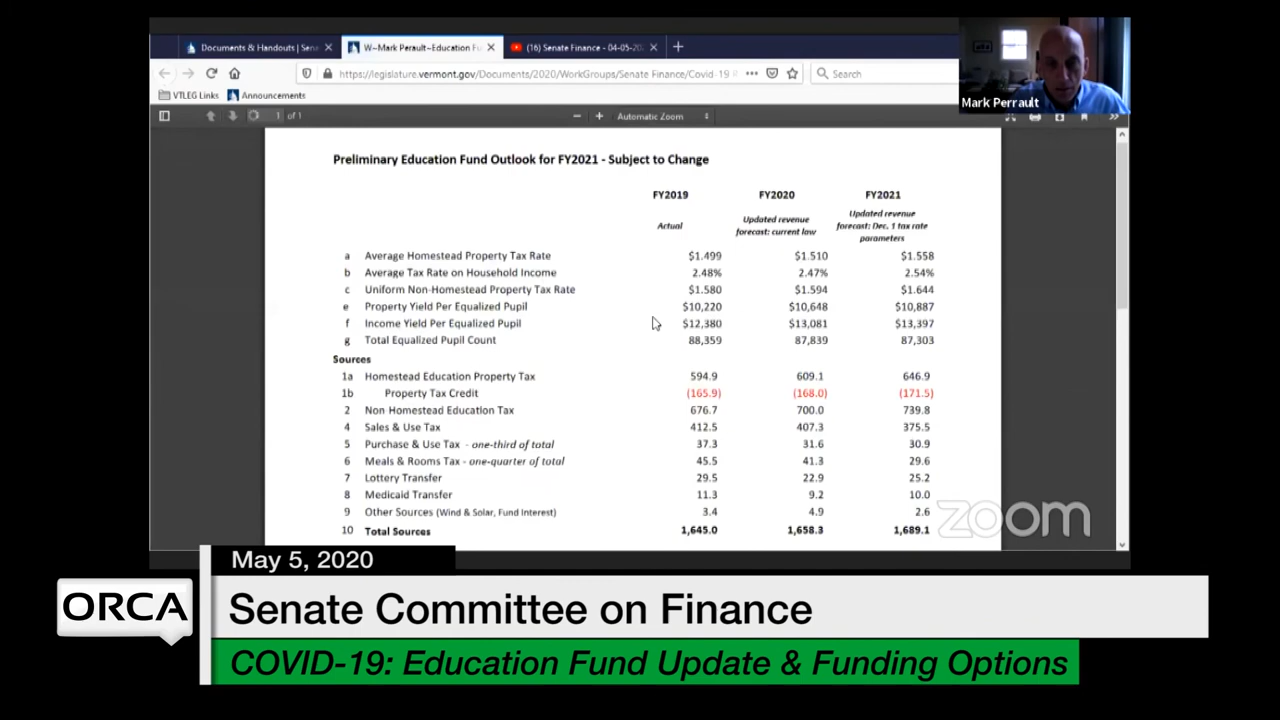 Documents & Handouts | Sen
W~Mark Perault~Education Fu
(16) Senate Finance - 04-05-20
https://legislature.vermont.gov/Documents/2020/WorkGroups/Senate Finance/Covid-19
Search
VTLEG Links
Announcements
Mark Perrault
1 of 1
Automatic Zoom
Preliminary Education Fund Outlook for FY2021 - Subject to Change
FY2019 FY2020 FY2021
Actual Updated revenue forecast: current law Updated revenue forecast: Dec. 1 tax rate parameters
a Average Homestead Property Tax Rate $1.499 $1.510 $1.558
b Average Tax Rate on Household Income 2.48% 2.47% 2.54%
c Uniform Non-Homestead Property Tax Rate $1.580 $1.594 $1.644
e Property Yield Per Equalized Pupil $10,220 $10,648 $10,887
f Income Yield Per Equalized Pupil $12,380 $13,081 $13,397
g Total Equalized Pupil Count 88,359 87,839 87,303
Sources
1a Homestead Education Property Tax 594.9 609.1 646.9
1b Property Tax Credit (165.9) (168.0) (171.5)
2 Non Homestead Education Tax 676.7 700.0 739.8
4 Sales & Use Tax 412.5 407.3 375.5
5 Purchase & Use Tax - one-third of total 37.3 31.6 30.9
6 Meals & Rooms Tax - one-quarter of total 45.5 41.3 29.6
7 Lottery Transfer 29.5 22.9 25.2
8 Medicaid Transfer 11.3 9.2 10.0
9 Other Sources (Wind & Solar, Fund Interest) 3.4 4.9 2.6
10 Total Sources 1,645.0 1,658.3 1,689.1
zoom
May 5, 2020
ORCA
Senate Committee on Finance
COVID-19: Education Fund Update & Funding Options